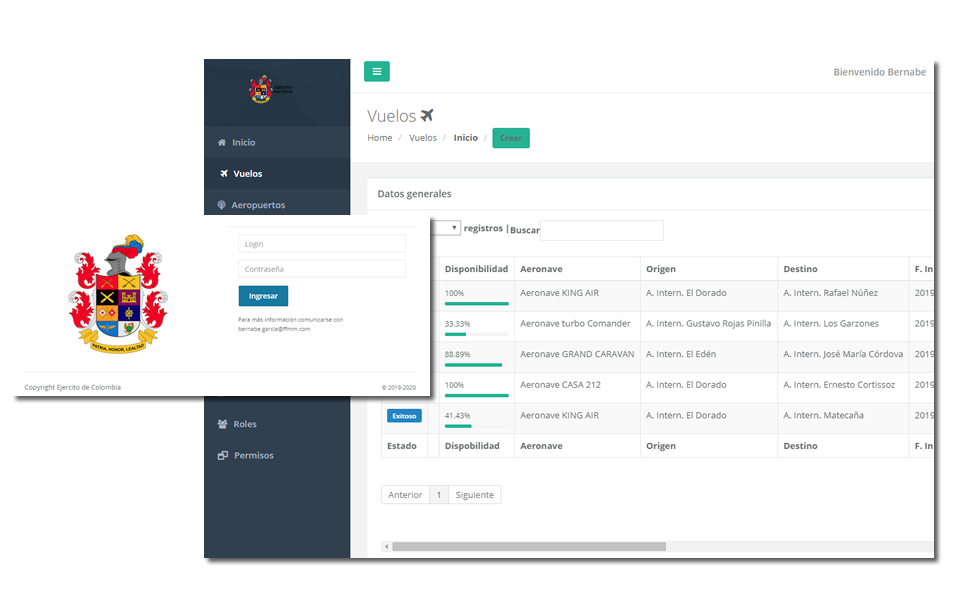 EJERCITO
NACIONAL
Bienvenido Bernabe
Vuelos
Home / Vuelos / Inicio / Crear
Inicio
Vuelos
Aeropuertos
Roles
Permisos
Datos generales
registros | Buscar
Disponibilidad Aeronave Origen Destino F. In
100% Aeronave KING AIR A. Intern. El Dorado A. Intern. Rafael Núñez 2019
33.33% Aeronave turbo Comander A. Intern. Gustavo Rojas Pinilla A. Intern. Los Garzones 2019
88.89% Aeronave GRAND CARAVAN A. Intern. El Edén A. Intern. José María Córdova 2019
100% Aeronave CASA 212 A. Intern. El Dorado A. Intern. Ernesto Cortissoz 2019
Exitoso 41.43% Aeronave KING AIR A. Intern. El Dorado A. Intern. Matecaña 2019
Estado Dispobilidad Aeronave Origen Destino F. In
Anterior 1 Siguiente
Login
Contraseña
Ingresar
Para más información comunicarse con
bernabe.garcia@ffmm.com
PATRIA, HONOR, LEALTAD
Copyright Ejercito de Colombia © 2019-2020